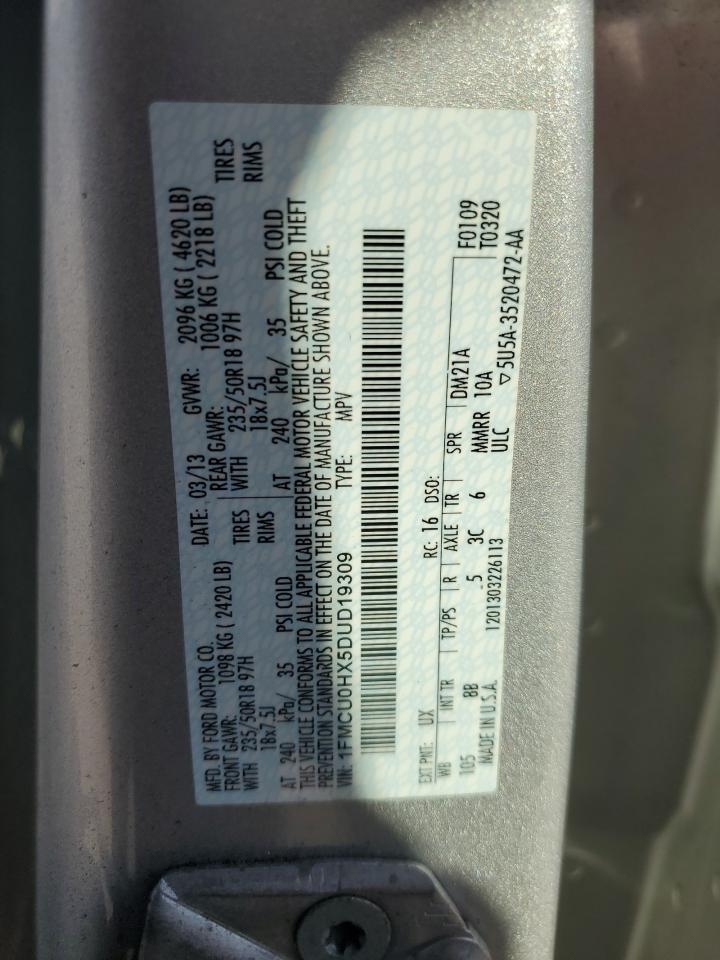 MFD. BY FORD MOTOR CO.
DATE: 03/13 GVWR: 2096 KG ( 4620 LB)
FRONT GAWR: 1098 KG ( 2420 LB) REAR GAWR: 1006 KG ( 2218 LB)
WITH 235/50R18 97H TIRES WITH 235/50R18 97H TIRES
18x7.5J RIMS 18x7.5J RIMS
AT 240 kPa/ 35 PSI COLD AT 240 kPa/ 35 PSI COLD
THIS VEHICLE CONFORMS TO ALL APPLICABLE FEDERAL MOTOR VEHICLE SAFETY AND THEFT
PREVENTION STANDARDS IN EFFECT ON THE DATE OF MANUFACTURE SHOWN ABOVE.
VIN: 1FMCU0HX5DUD19309 TYPE: MPV
EXT PNT: UX RC: 16 DSO: F0109
WB INT TR TP/PS R AXLE TR SPR DM21A T0320
105 8B 5 3C 6 MMRR 10A
MADE IN U.S.A. 1201303226113 ULC ▽5U5A-3520472-AA